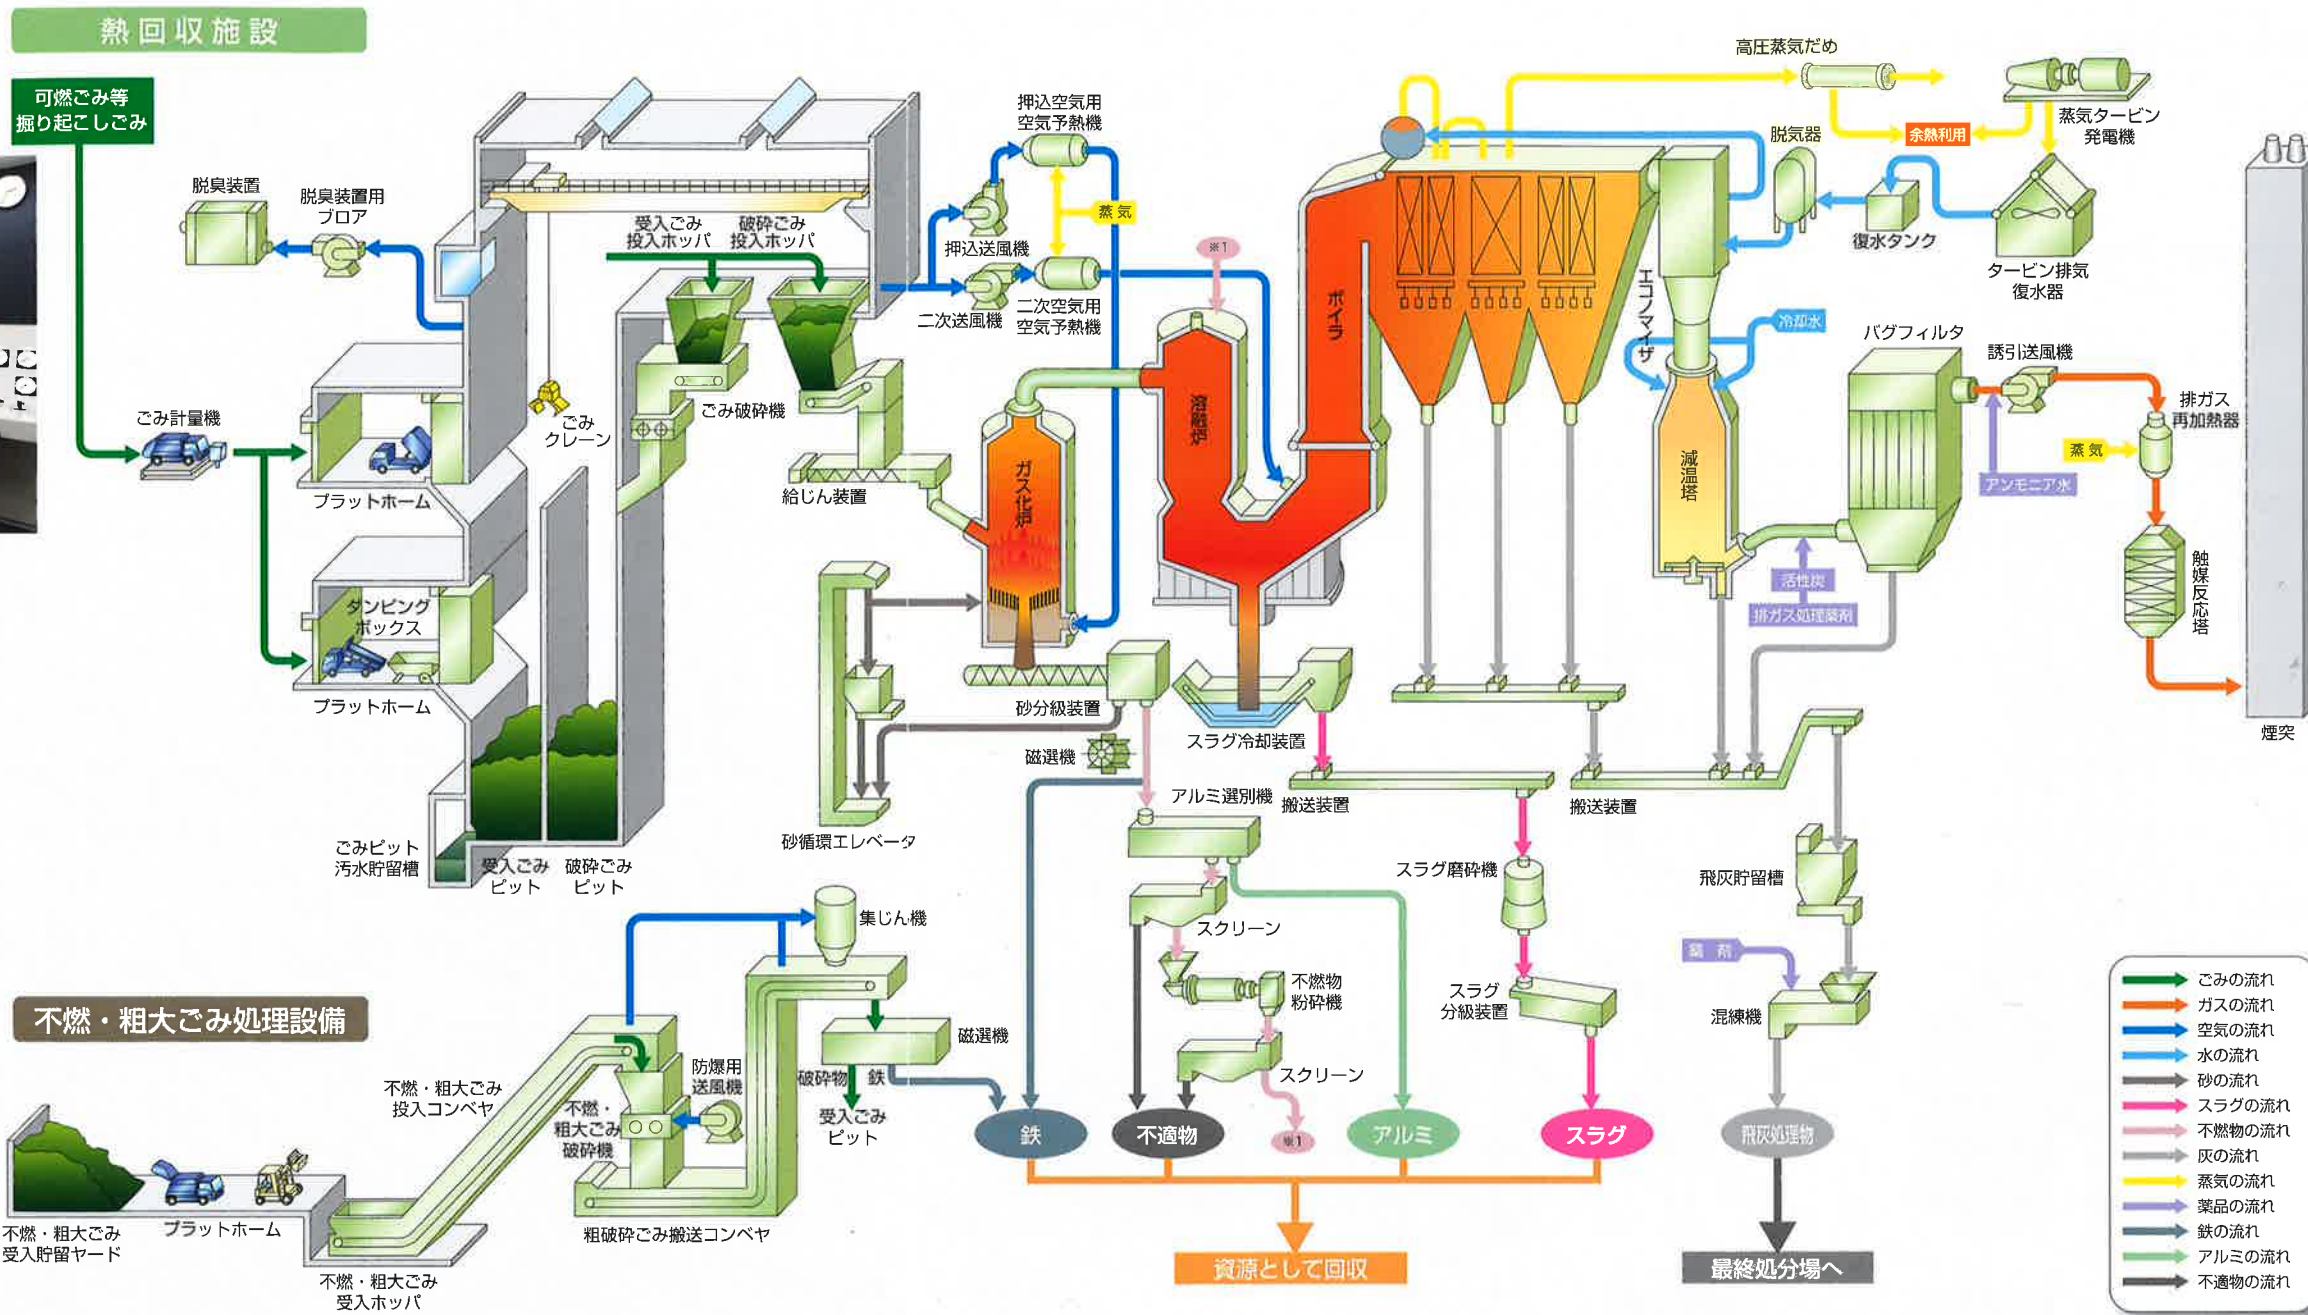 熱回収施設
可燃ごみ等
掘り起こしごみ
脱臭装置
脱臭装置用
ブロア
ごみ計量機
プラットホーム
ダンピング
ボックス
プラットホーム
ごみピット
汚水貯留槽
受入ごみ
ピット
破砕ごみ
ピット
ごみ
クレーン
受入ごみ
投入ホッパ
破砕ごみ
投入ホッパ
ごみ破砕機
給じん装置
押込空気用
空気予熱機
押込送風機
蒸気
二次送風機
二次空気用
空気予熱機
ガス化炉
砂循環エレベータ
砂分級装置
磁選機
※1
溶融炉
ボイラ
スラグ冷却装置
アルミ選別機
搬送装置
搬送装置
高圧蒸気だめ
脱気器
余熱利用
蒸気タービン
発電機
復水タンク
タービン排気
復水器
エコノマイザ
冷却水
減温塔
バグフィルタ
誘引送風機
アンモニア水
活性炭
排ガス処理薬剤
排ガス
再加熱器
蒸気
触媒反応塔
煙突
スクリーン
不燃物
粉砕機
スクリーン
スラグ磨砕機
スラグ
分級装置
飛灰貯留槽
薬剤
混練機
不燃・粗大ごみ処理設備
不燃・粗大ごみ
受入貯留ヤード
プラットホーム
不燃・粗大ごみ
受入ホッパ
不燃・粗大ごみ
投入コンベヤ
不燃・
粗大ごみ
破砕機
防爆用
送風機
粗破砕ごみ搬送コンベヤ
集じん機
磁選機
破砕物
鉄
受入ごみ
ピット
鉄
不適物
※1
アルミ
スラグ
飛灰処理物
資源として回収
最終処分場へ
ごみの流れ
ガスの流れ
空気の流れ
水の流れ
砂の流れ
スラグの流れ
不燃物の流れ
灰の流れ
蒸気の流れ
薬品の流れ
鉄の流れ
アルミの流れ
不適物の流れ